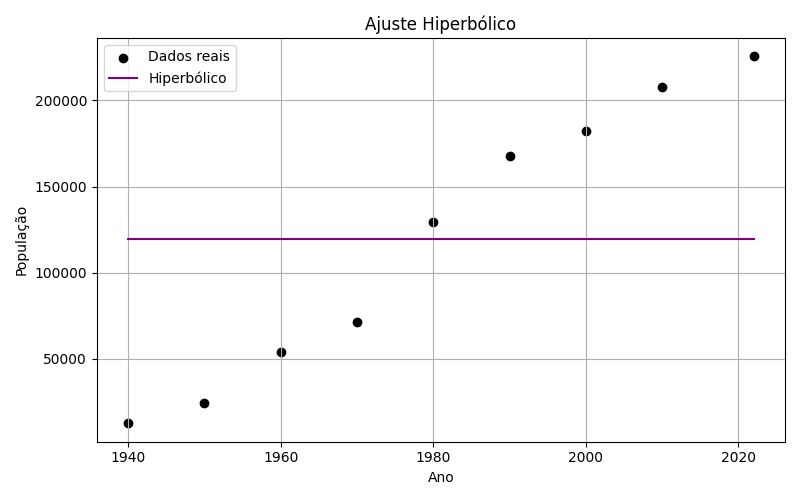 Ajuste Hiperbólico
Dados reais
Hiperbólico
200000
150000
100000
50000
População
1940
1960
1980
2000
2020
Ano